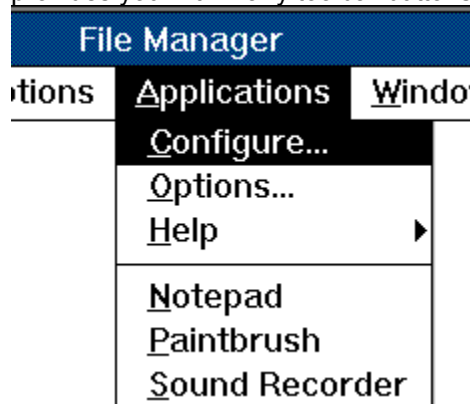 File Manager
Applications
Configure...
Options...
Help
Notepad
Paintbrush
Sound Recorder